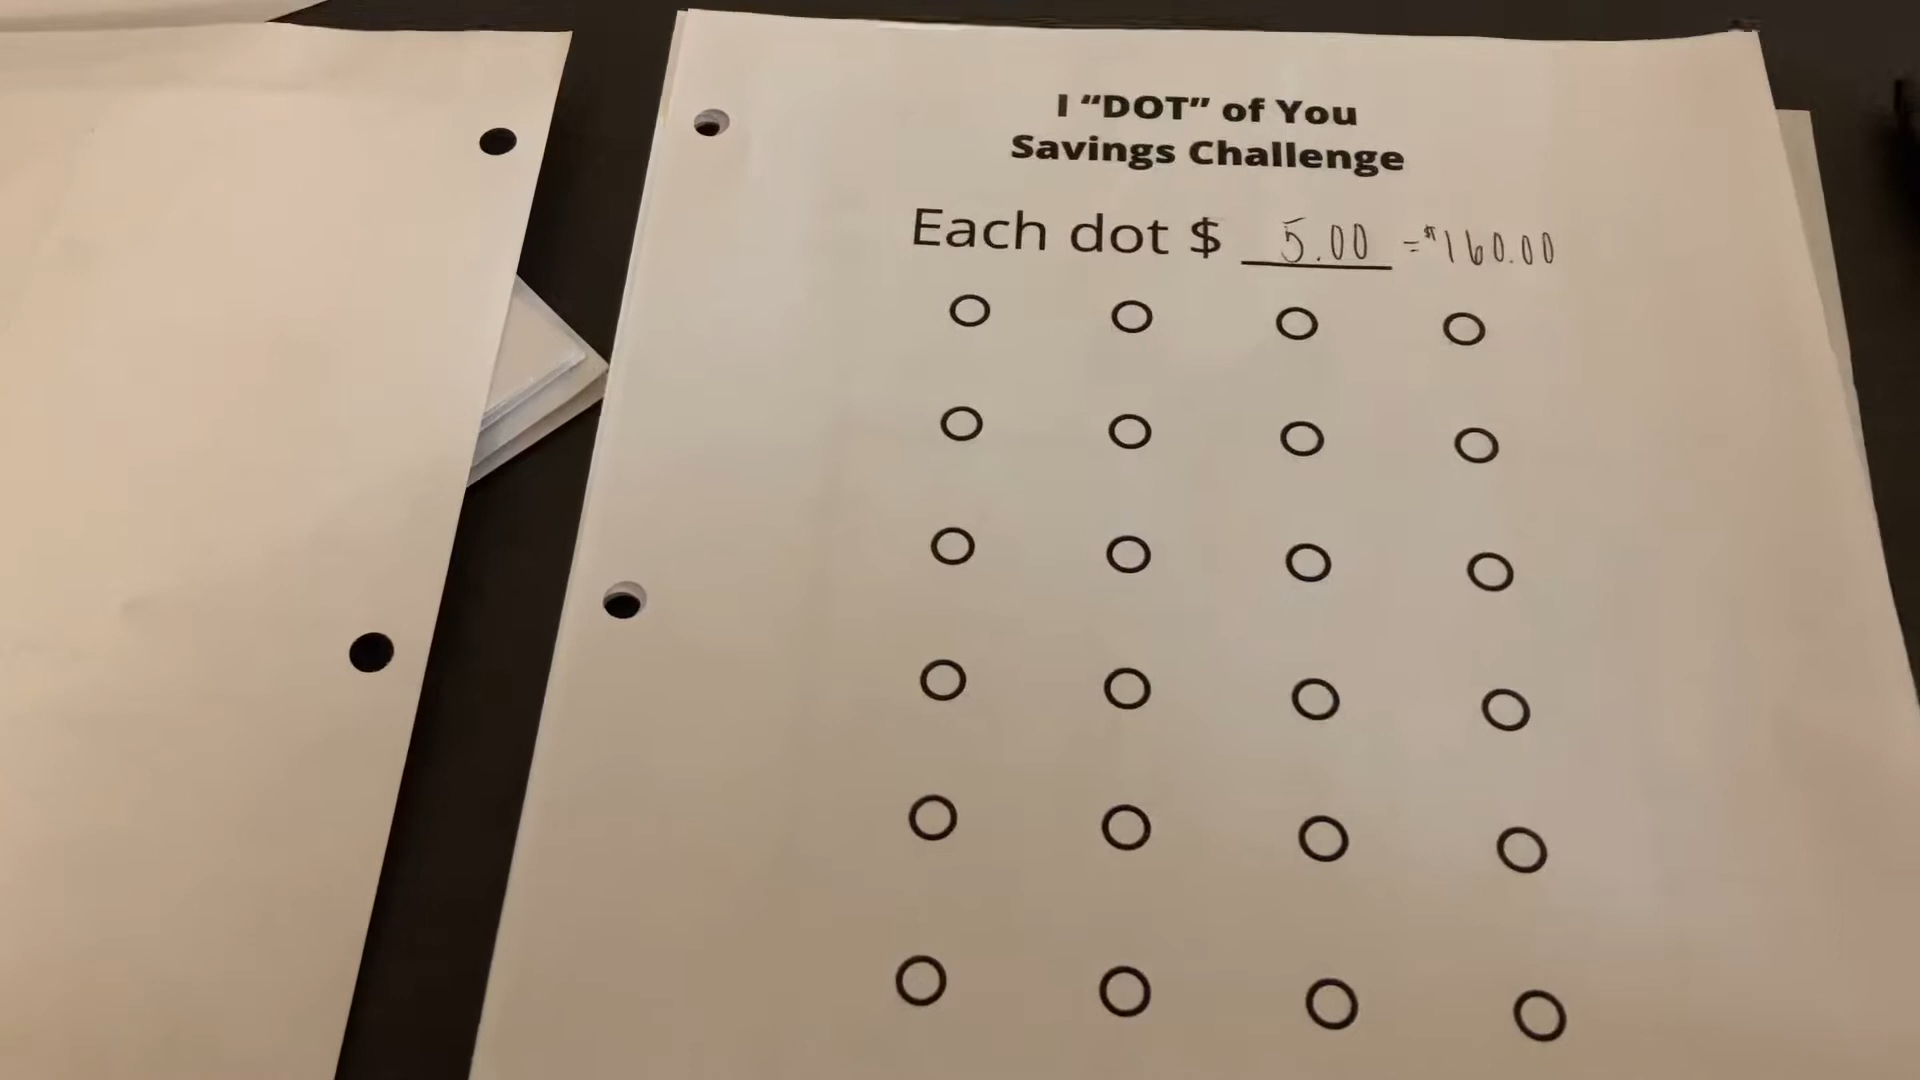 I “DOT” of You
Savings Challenge
Each dot $ 5.00 = $160.00